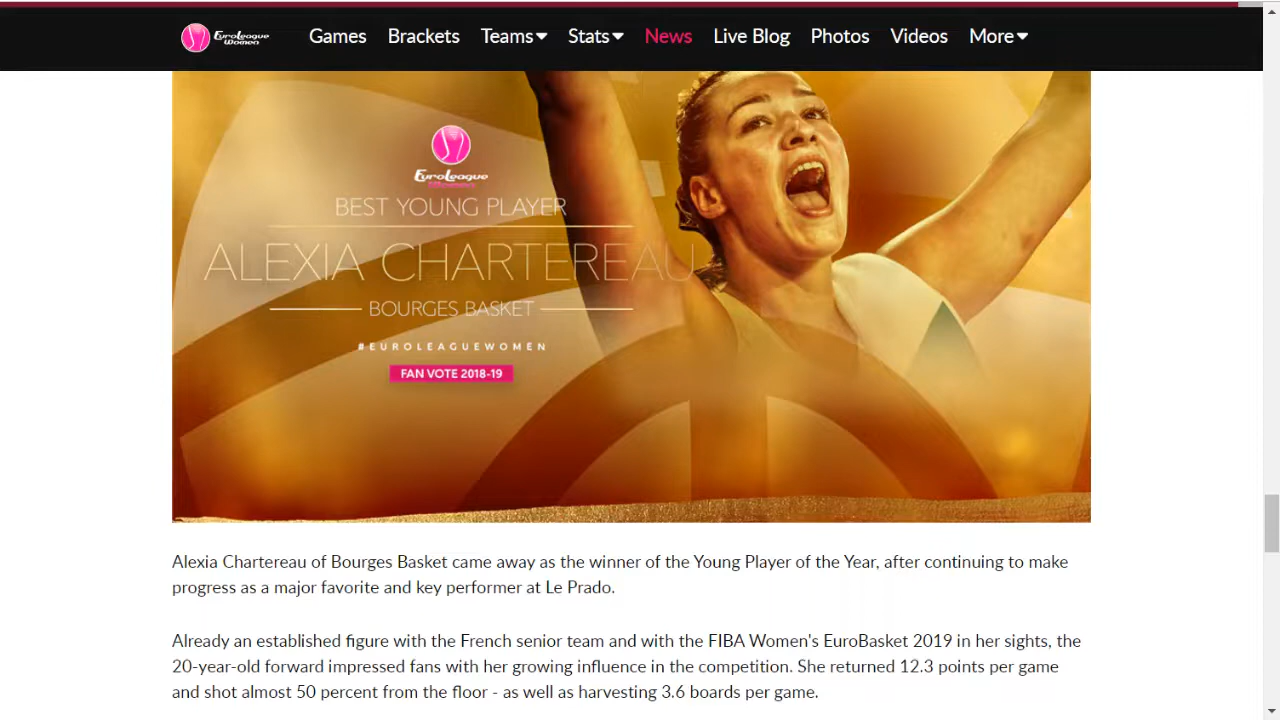 EuroLeague Women Games Brackets Teams Stats News Live Blog Photos Videos More
EuroLeague
Women
BEST YOUNG PLAYER
ALEXIA CHARTEREAU
BOURGES BASKET
#EUROLEAGUEWOMEN
FAN VOTE 2018-19
Alexia Chartereau of Bourges Basket came away as the winner of the Young Player of the Year, after continuing to make
progress as a major favorite and key performer at Le Prado.
Already an established figure with the French senior team and with the FIBA Women's EuroBasket 2019 in her sights, the
20-year-old forward impressed fans with her growing influence in the competition. She returned 12.3 points per game
and shot almost 50 percent from the floor - as well as harvesting 3.6 boards per game.